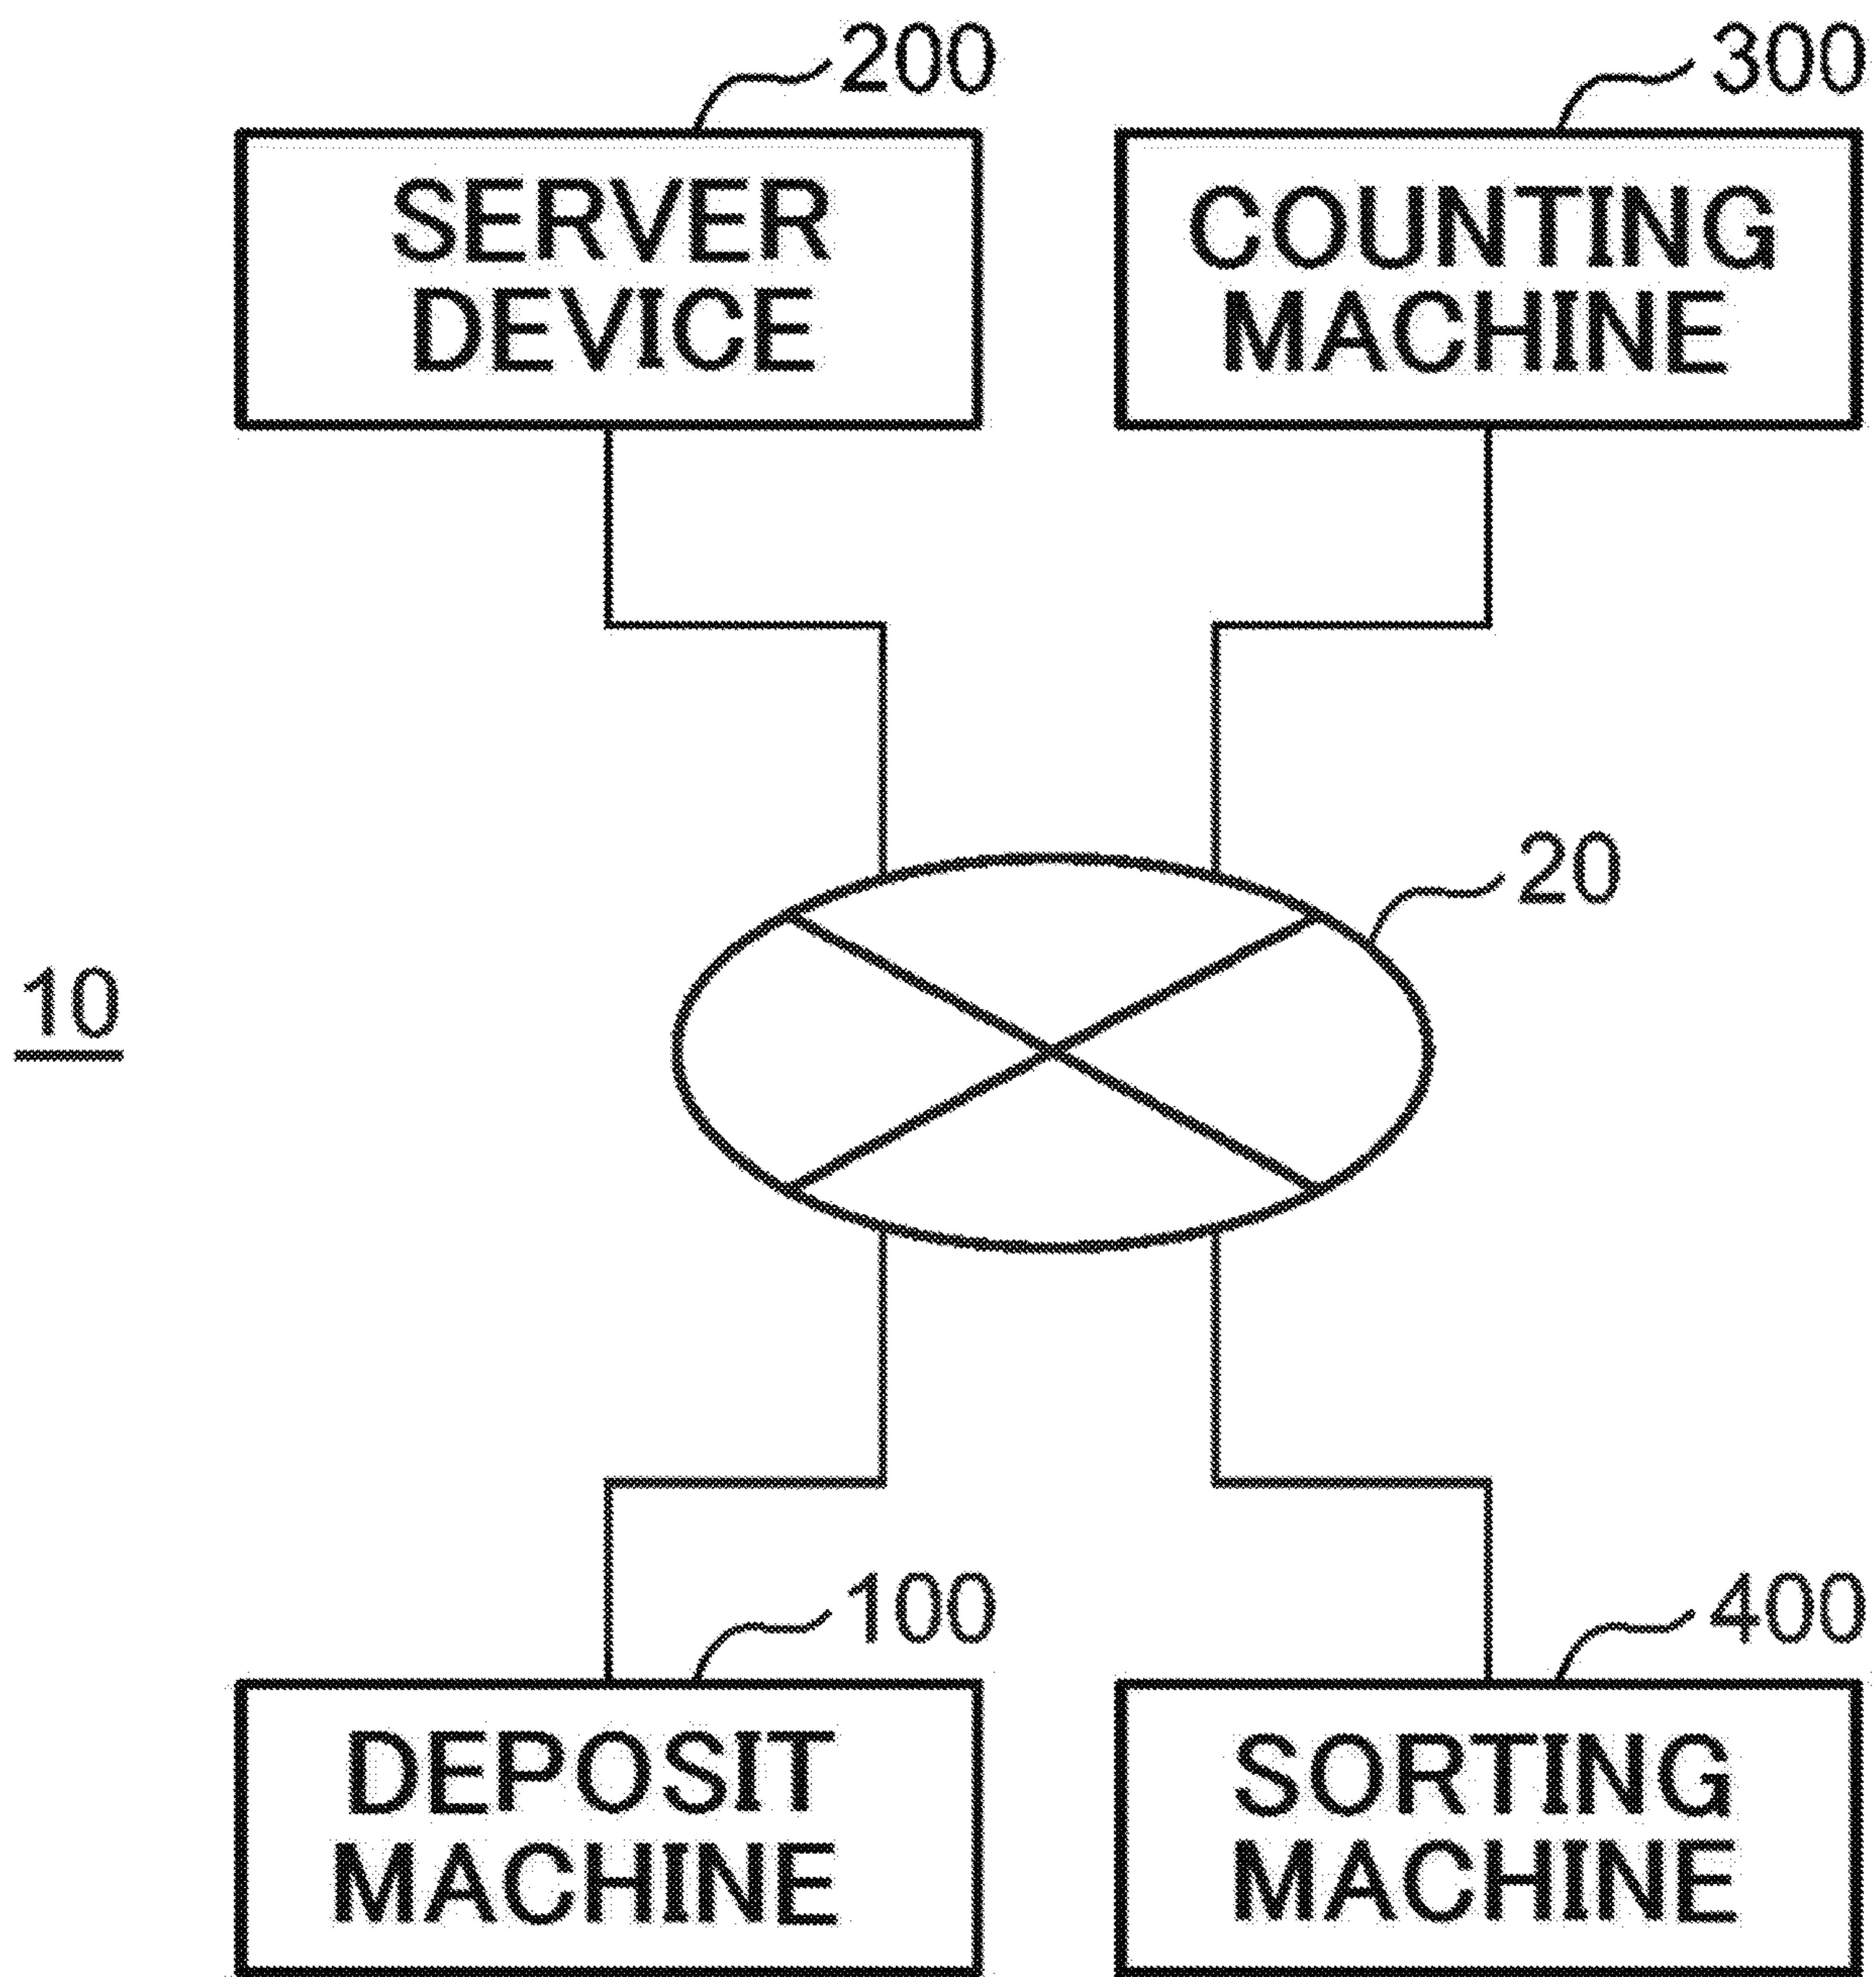 200
300
SERVER
DEVICE
COUNTING
MACHINE
20
10
100
400
DEPOSIT
MACHINE
SORTING
MACHINE